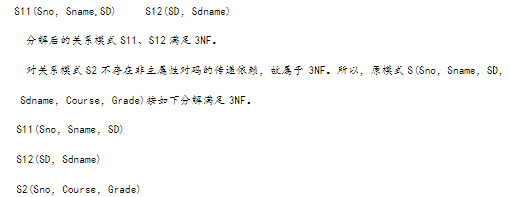 S11(Sno, Sname,SD) S12(SD, Sdname)
分解后的关系模式 S11、S12 满足 3NF。
对关系模式 S2 不存在非主属性对码的传递依赖，故属于 3NF。所以，原模式 S(Sno, Sname, SD,
Sdname, Course, Grade)按如下分解满足 3NF。
S11(Sno, Sname, SD)
S12(SD, Sdname)
S2(Sno, Course, Grade)